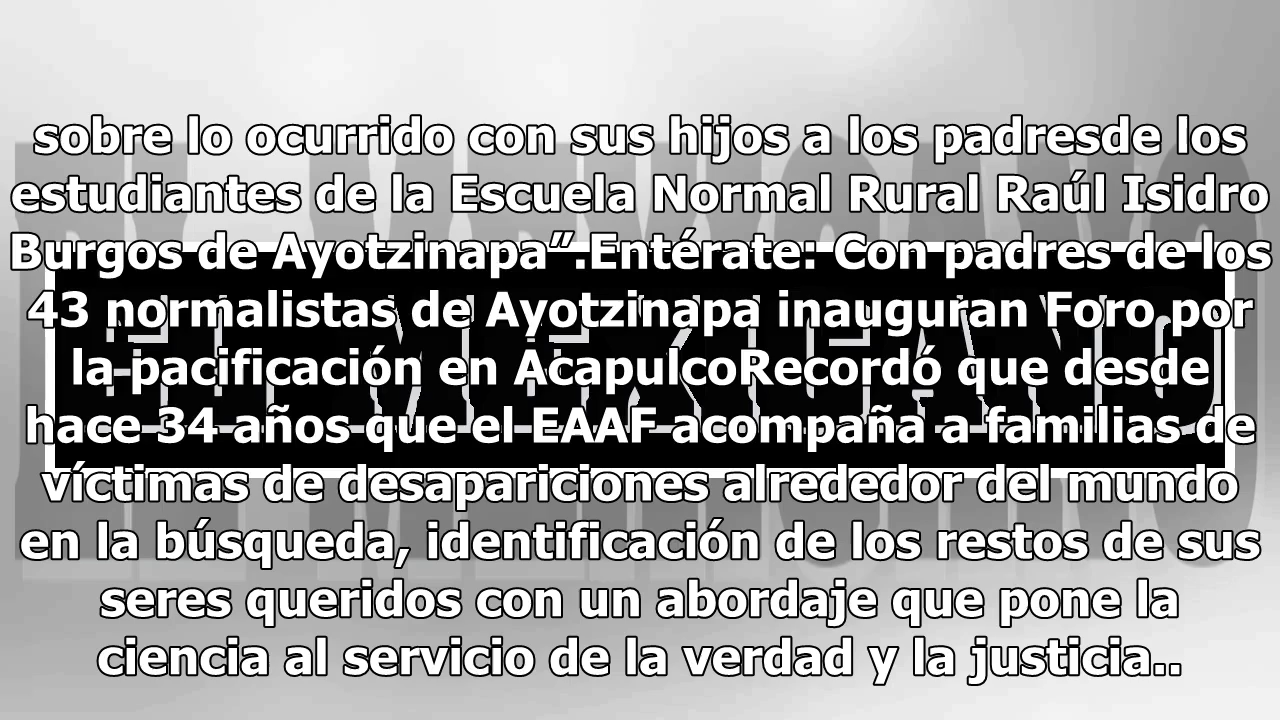 sobre lo ocurrido con sus hijos a los padresde los
estudiantes de la Escuela Normal Rural Raúl Isidro
Burgos de Ayotzinapa”.Entérate: Con padres de los
43 normalistas de Ayotzinapa inauguran Foro por
la pacificación en AcapulcoRecordó que desde
hace 34 años que el EAAF acompaña a familias de
víctimas de desapariciones alrededor del mundo
en la búsqueda, identificación de los restos de sus
seres queridos con un abordaje que pone la
ciencia al servicio de la verdad y la justicia..
EL MEXICANO